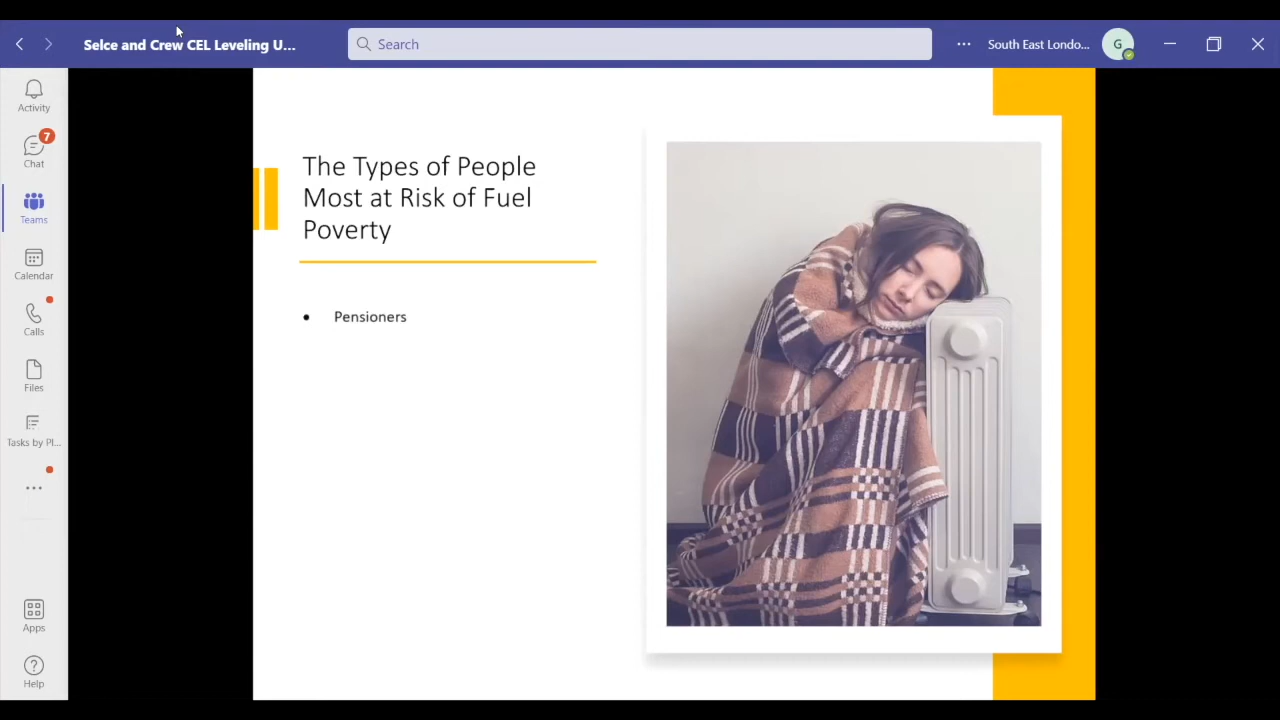 Selce and Crew CEL Leveling U...
Search
South East Londo...
G
Activity
7
Chat
Teams
Calendar
Calls
Files
Tasks by Pl...
Apps
Help
The Types of People
Most at Risk of Fuel
Poverty
• Pensioners